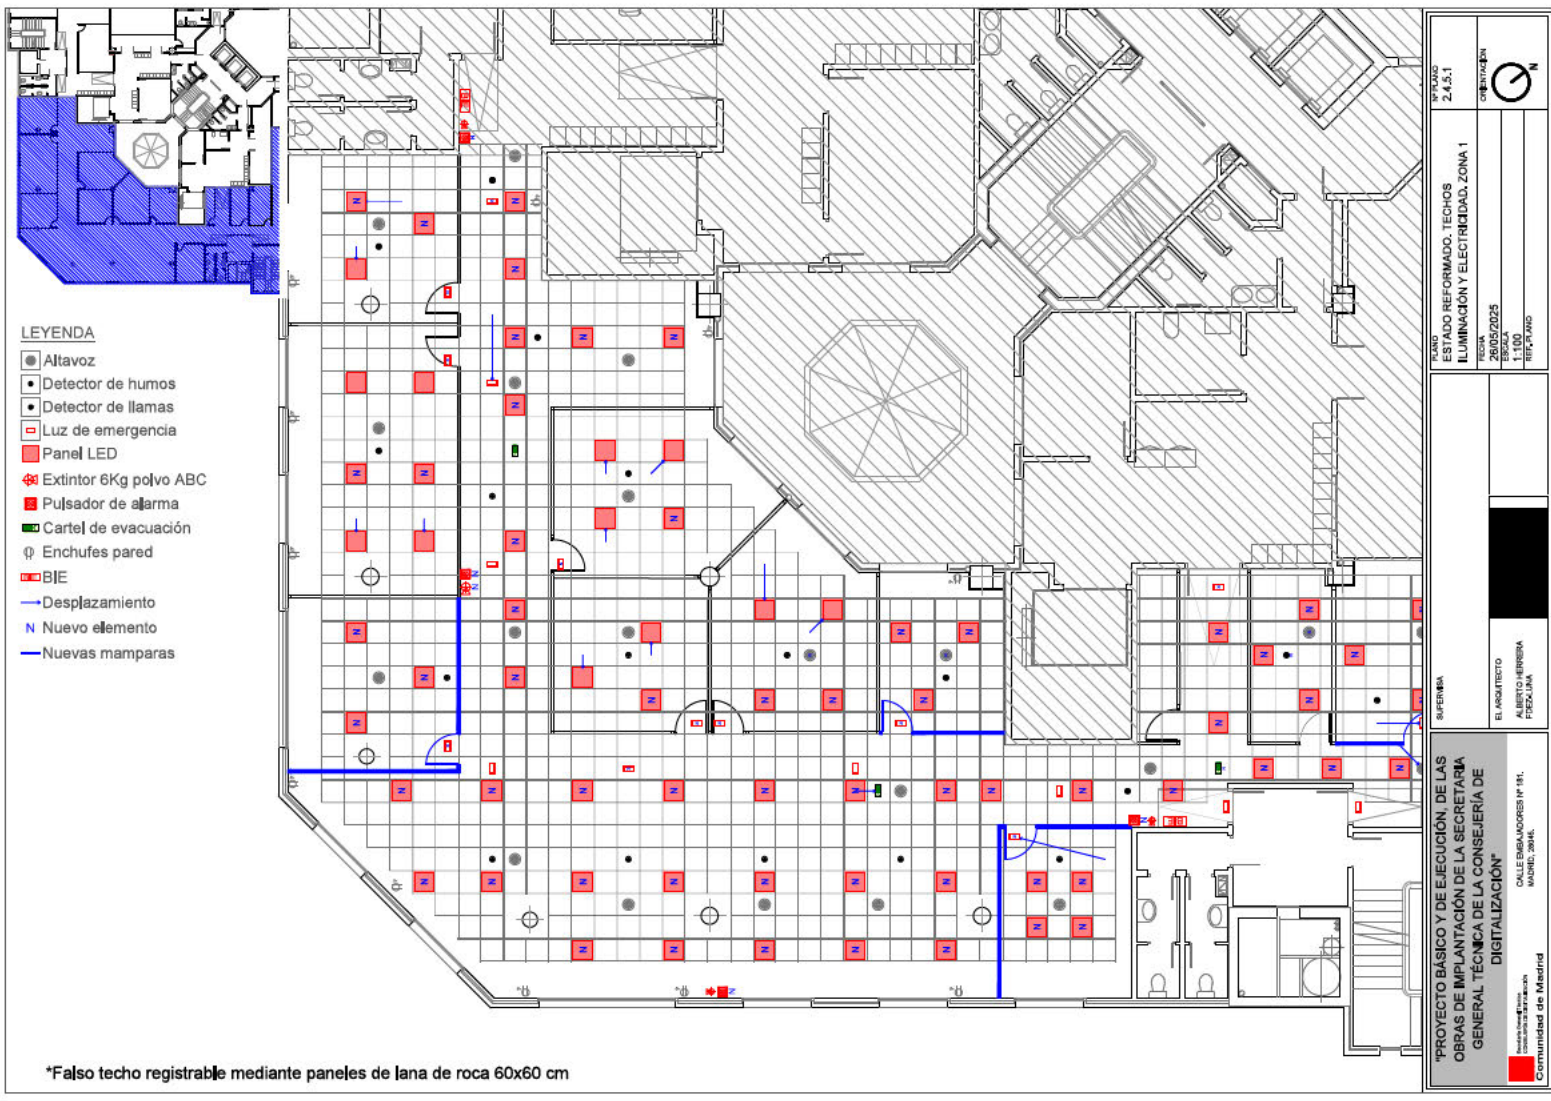 LEYENDA
Altavoz
Detector de humos
Detector de llamas
Luz de emergencia
Panel LED
Extintor 6Kg polvo ABC
Pulsador de alarma
Cartel de evacuación
Enchufes pared
BIE
Desplazamiento
N Nuevo elemento
Nuevas mamparas
*Falso techo registrable mediante paneles de lana de roca 60x60 cm
Nº PLANO
2.4.5.1
ORIENTACIÓN
N
PLANO
ESTADO REFORMADO. TECHOS
ILUMINACIÓN Y ELECTRICIDAD. ZONA 1
FECHA
26/05/2025
ESCALA
1:100
REF. PLANO
SUPERVISA
EL ARQUITECTO
ALBERTO HERRERA
FDEZ-LUNA
"PROYECTO BÁSICO Y DE EJECUCIÓN, DE LAS
OBRAS DE IMPLANTACIÓN DE LA SECRETARIA
GENERAL TÉCNICA DE LA CONSEJERÍA DE
DIGITALIZACIÓN"
CALLE EMBAJADORES Nº 181.
MADRID, 28045.
Comunidad de Madrid